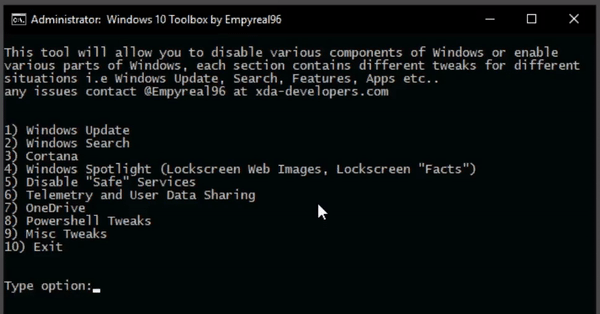 Administrator: Windows 10 Toolbox by Empyreal96
This tool will allow you to disable various components of Windows or enable
various parts of Windows, each section contains different tweaks for different
situations i.e Windows Update, Search, Features, Apps etc..
any issues contact @Empyreal96 at xda-developers.com
1) Windows Update
2) Windows Search
3) Cortana
4) Windows Spotlight (Lockscreen Web Images, Lockscreen "Facts")
5) Disable "Safe" Services
6) Telemetry and User Data Sharing
7) OneDrive
8) Powershell Tweaks
9) Misc Tweaks
10) Exit
Type option: